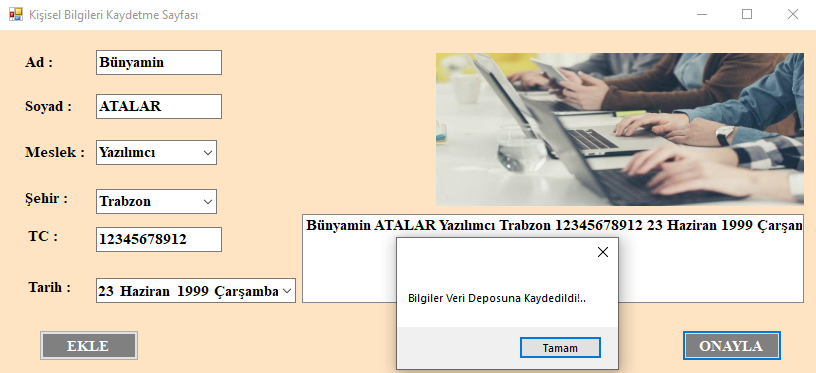 Kişisel Bilgileri Kaydetme Sayfası
Ad :
Bünyamin
Soyad :
ATALAR
Meslek :
Yazılımcı
Şehir :
Trabzon
TC :
12345678912
Tarih :
23 Haziran 1999 Çarşamba
Bünyamin ATALAR Yazılımcı Trabzon 12345678912 23 Haziran 1999 Çarşan
Bilgiler Veri Deposuna Kaydedildi!..
Tamam
EKLE
ONAYLA